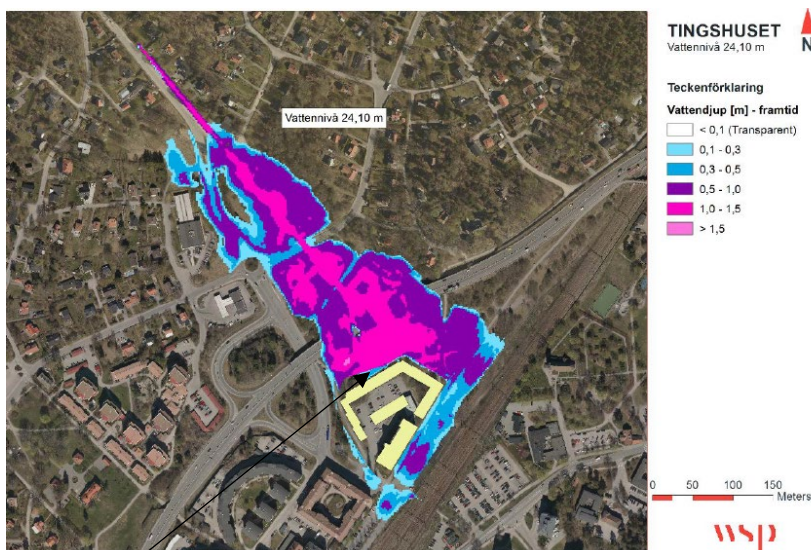 Vattennivå 24,10 m
TINGSHUSET
Vattennivå 24,10 m
N
Teckenförklaring
Vattendjup [m] - framtid
< 0,1 (Transparent)
0,1 - 0,3
0,3 - 0,5
0,5 - 1,0
1,0 - 1,5
> 1,5
0 50 100 150
Meters
wsp